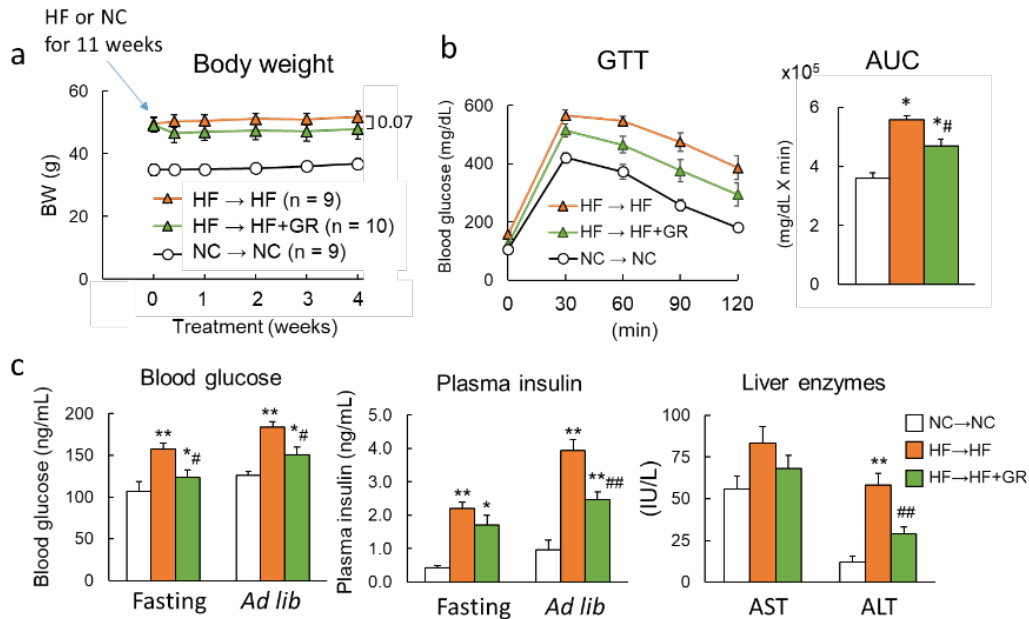 HF or NC
for 11 weeks
a
Body weight
60
40
20
0
BW (g)
0.07
HF → HF (n = 9)
HF → HF+GR (n = 10)
NC → NC (n = 9)
0 1 2 3 4
Treatment (weeks)
b
GTT
600
400
200
0
Blood glucose (mg/dL)
HF → HF
HF → HF+GR
NC → NC
0 30 60 90 120
(min)
AUC
x10⁵
6
4
2
0
(mg/dL X min)
*
*#
c
Blood glucose
200
150
100
50
0
Blood glucose (ng/mL)
** *# ** *#
Fasting Ad lib
Plasma insulin
5.0
4.0
3.0
2.0
1.0
0.0
Plasma insulin (ng/mL)
** * ** **##
Fasting Ad lib
Liver enzymes
100
75
50
25
0
(IU/L)
** ##
AST ALT
NC→NC
HF→HF
HF→HF+GR